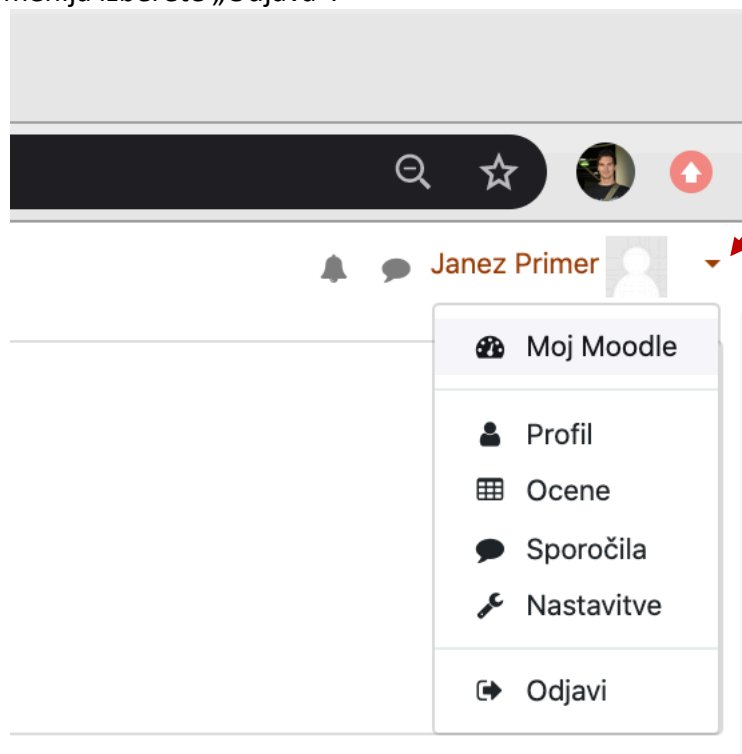 Janez Primer
Moj Moodle
Profil
Ocene
Sporočila
Nastavitve
Odjavi